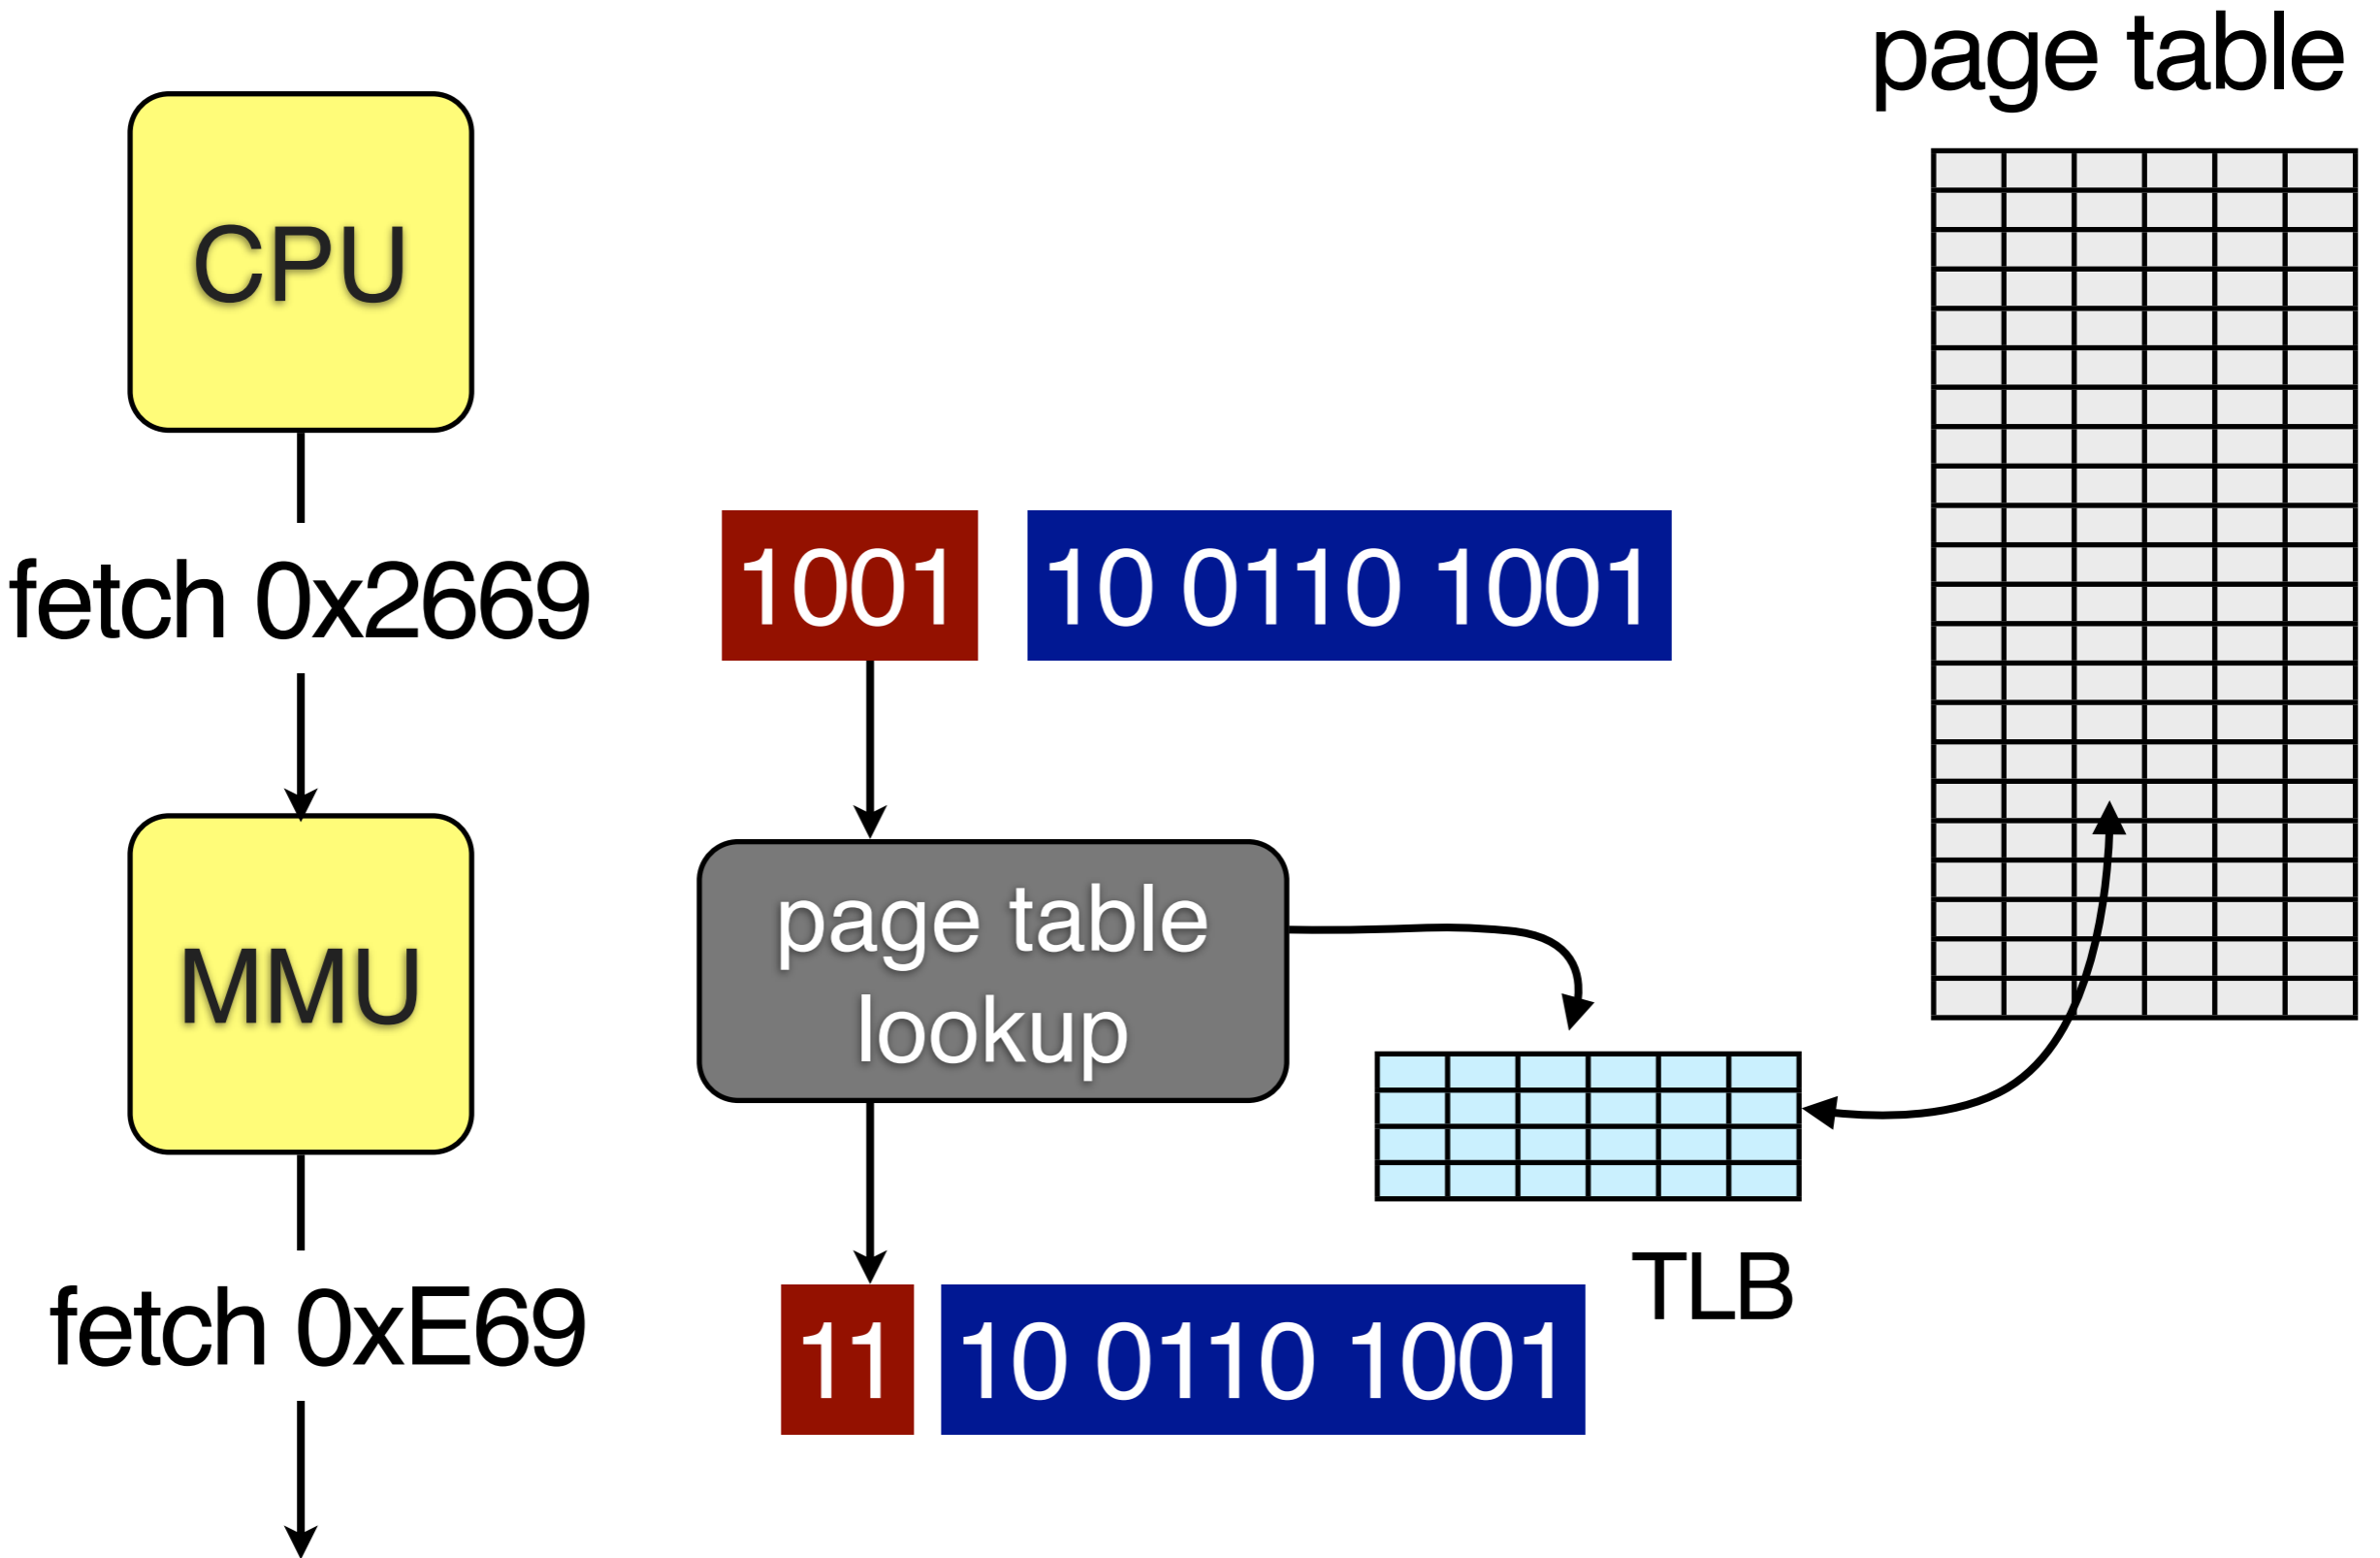 page table
CPU
fetch 0x2669
1001
10 0110 1001
MMU
page table
lookup
TLB
fetch 0xE69
11
10 0110 1001